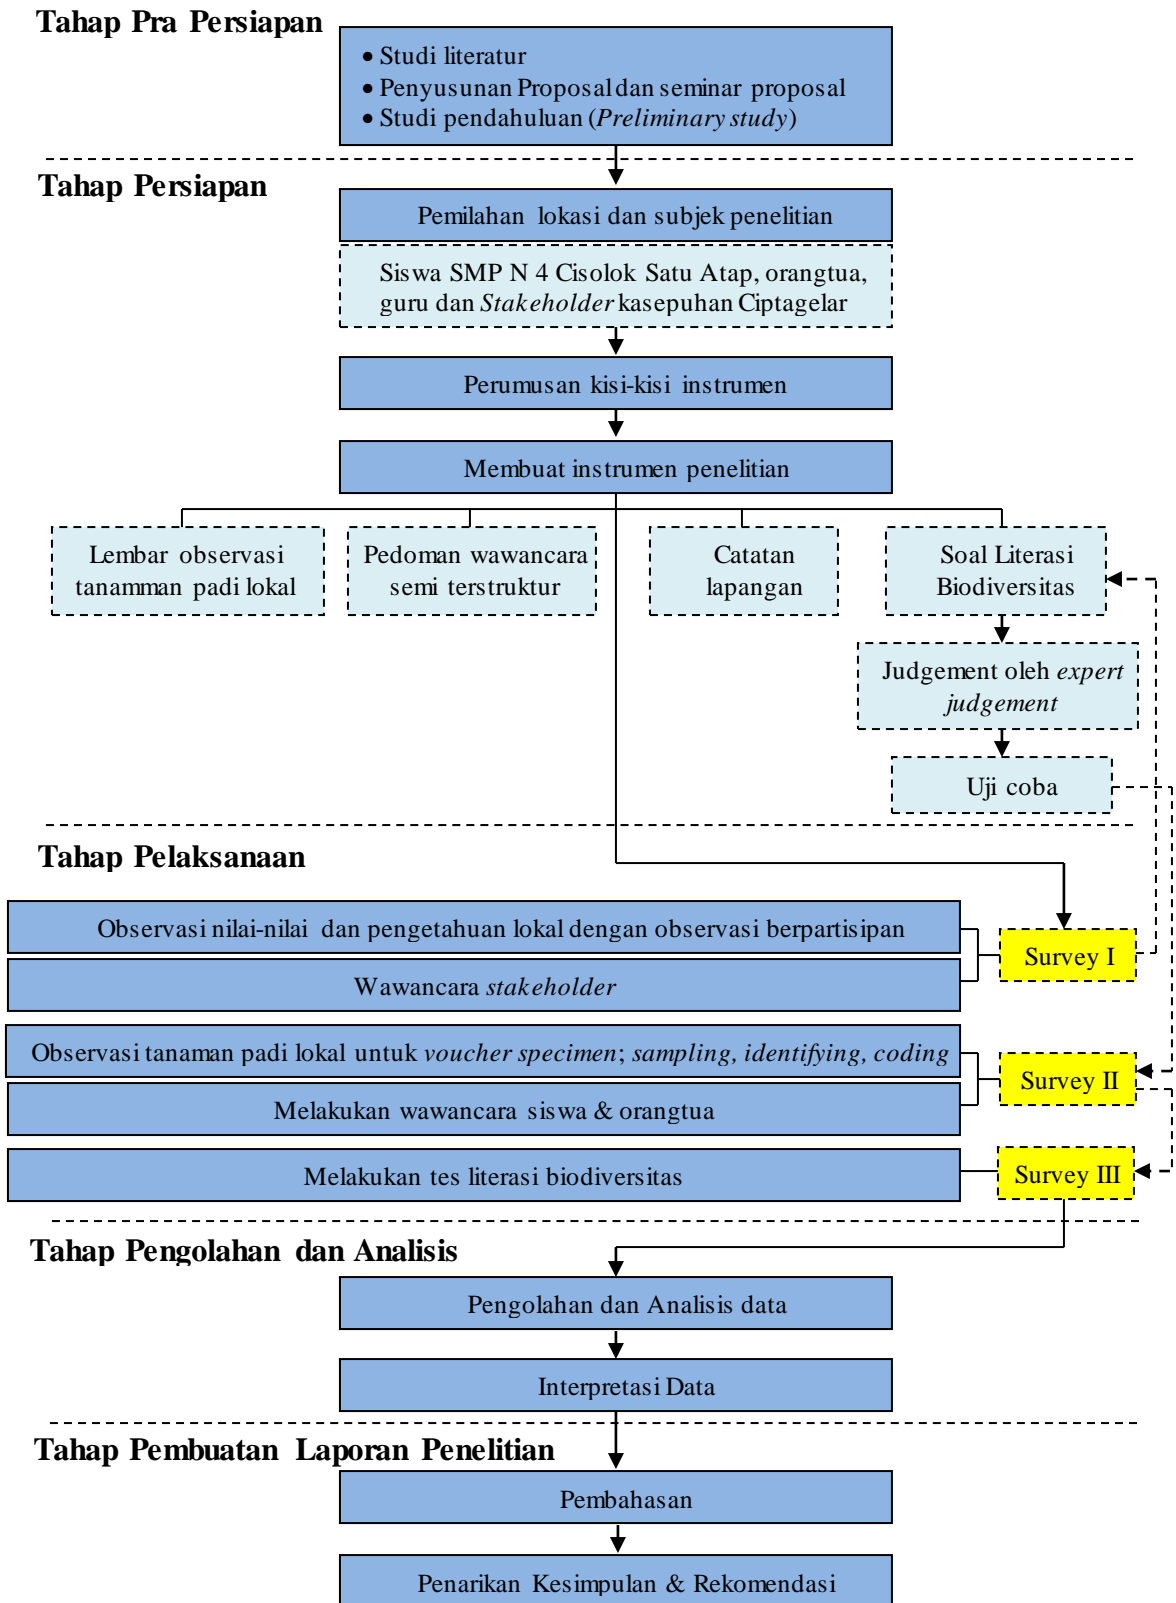 Tahap Pra Persiapan
• Studi literatur
• Penyusunan Proposal dan seminar proposal
• Studi pendahuluan (Preliminary study)
Tahap Persiapan
Pemilahan lokasi dan subjek penelitian
Siswa SMP N 4 Cisolok Satu Atap, orangtua,
guru dan Stakeholder kasepuhan Ciptagelar
Perumusan kisi-kisi instrumen
Membuat instrumen penelitian
Lembar observasi
tanamman padi lokal
Pedoman wawancara
semi terstruktur
Catatan
lapangan
Soal Literasi
Biodiversitas
Judgement oleh expert
judgement
Uji coba
Tahap Pelaksanaan
Observasi nilai-nilai dan pengetahuan lokal dengan observasi berpartisipan
Wawancara stakeholder
Survey I
Observasi tanaman padi lokal untuk voucher specimen; sampling, identifying, coding
Melakukan wawancara siswa & orangtua
Survey II
Melakukan tes literasi biodiversitas
Survey III
Tahap Pengolahan dan Analisis
Pengolahan dan Analisis data
Interpretasi Data
Tahap Pembuatan Laporan Penelitian
Pembahasan
Penarikan Kesimpulan & Rekomendasi